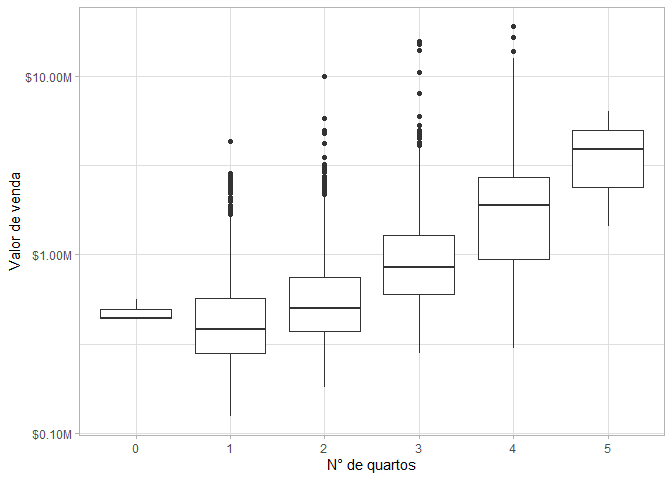 Valor de venda
$10.00M
$1.00M
$0.10M
0 1 2 3 4 5
N° de quartos